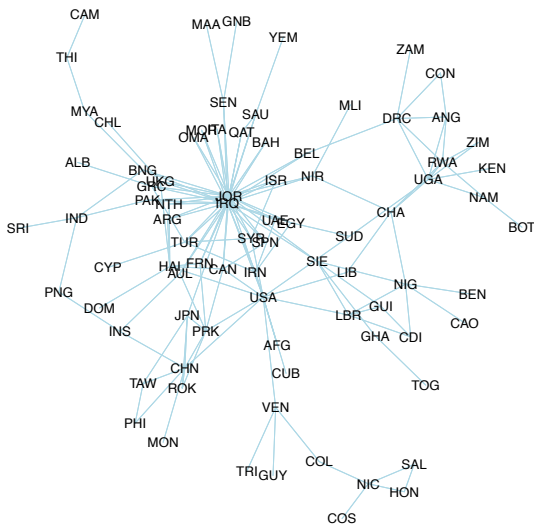 CAM
MAA GNB
YEM
THI
ZAM
CON
SEN
MLI
SAU
MYA
CHL
DRC
ANG
OMA
ITA
QAT
BAH
ZIM
BEL
ALB
RWA
KEN
BNG
ISR
NIR
UGA
UKG
GRC
PAK
NTH
JOR
IRQ
NAM
ARG
CHA
SRI
IND
UAE
EGY
BOT
TUR
SYR
SPN
SUD
CYP
HAI
FRN
CAN
IRN
SIE
LIB
AUL
PNG
USA
NIG
BEN
DOM
GUI
JPN
LBR
CAO
INS
PRK
GHA
CDI
AFG
CHN
CUB
TAW
ROK
TOG
VEN
PHI
MON
COL
SAL
TRI
GUY
NIC
HON
COS